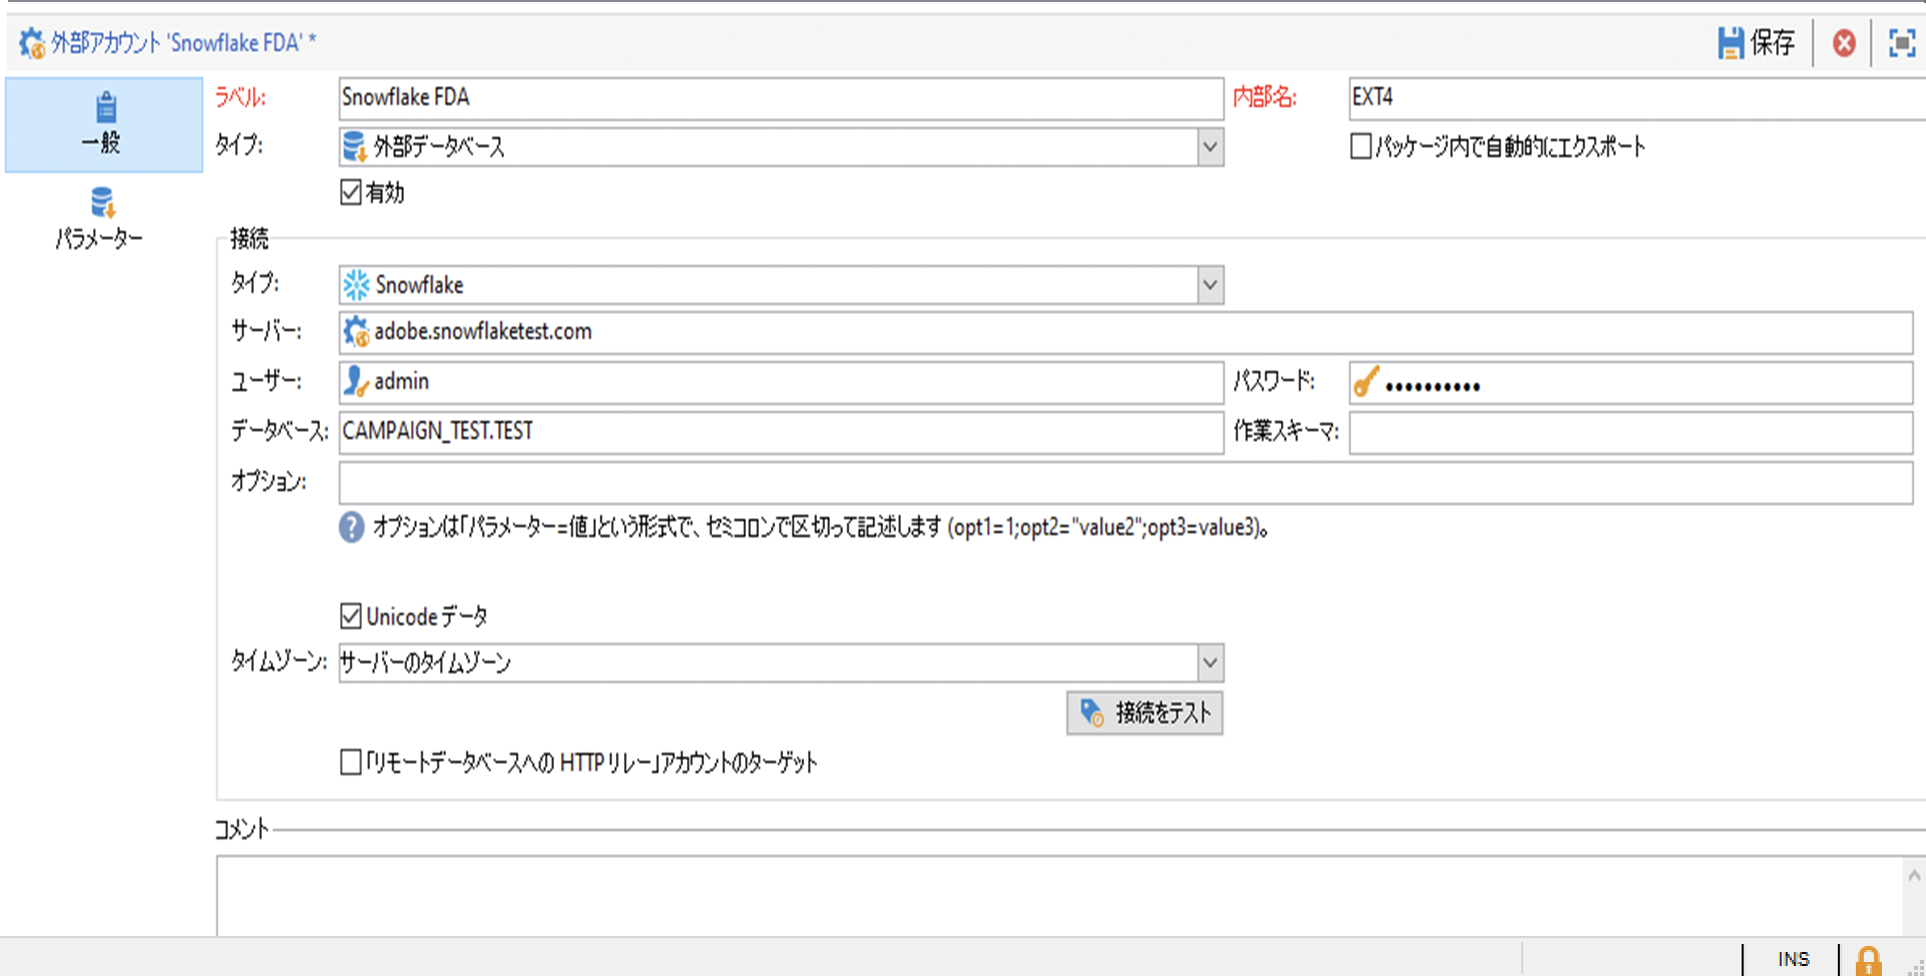 外部アカウント 'Snowflake FDA' *
保存
一般
パラメーター
ラベル: Snowflake FDA 内部名: EXT4
タイプ: 外部データベース パッケージ内で自動的にエクスポート
有効
接続
タイプ: Snowflake
サーバー: adobe.snowflaketest.com
ユーザー: admin パスワード: ••••••••••
データベース: CAMPAIGN_TEST.TEST 作業スキーマ:
オプション:
オプションは「パラメーター=値」という形式で、セミコロンで区切って記述します (opt1=1;opt2="value2";opt3=value3)。
Unicode データ
タイムゾーン: サーバーのタイムゾーン
接続をテスト
「リモートデータベースへの HTTP リレー」アカウントのターゲット
コメント
INS